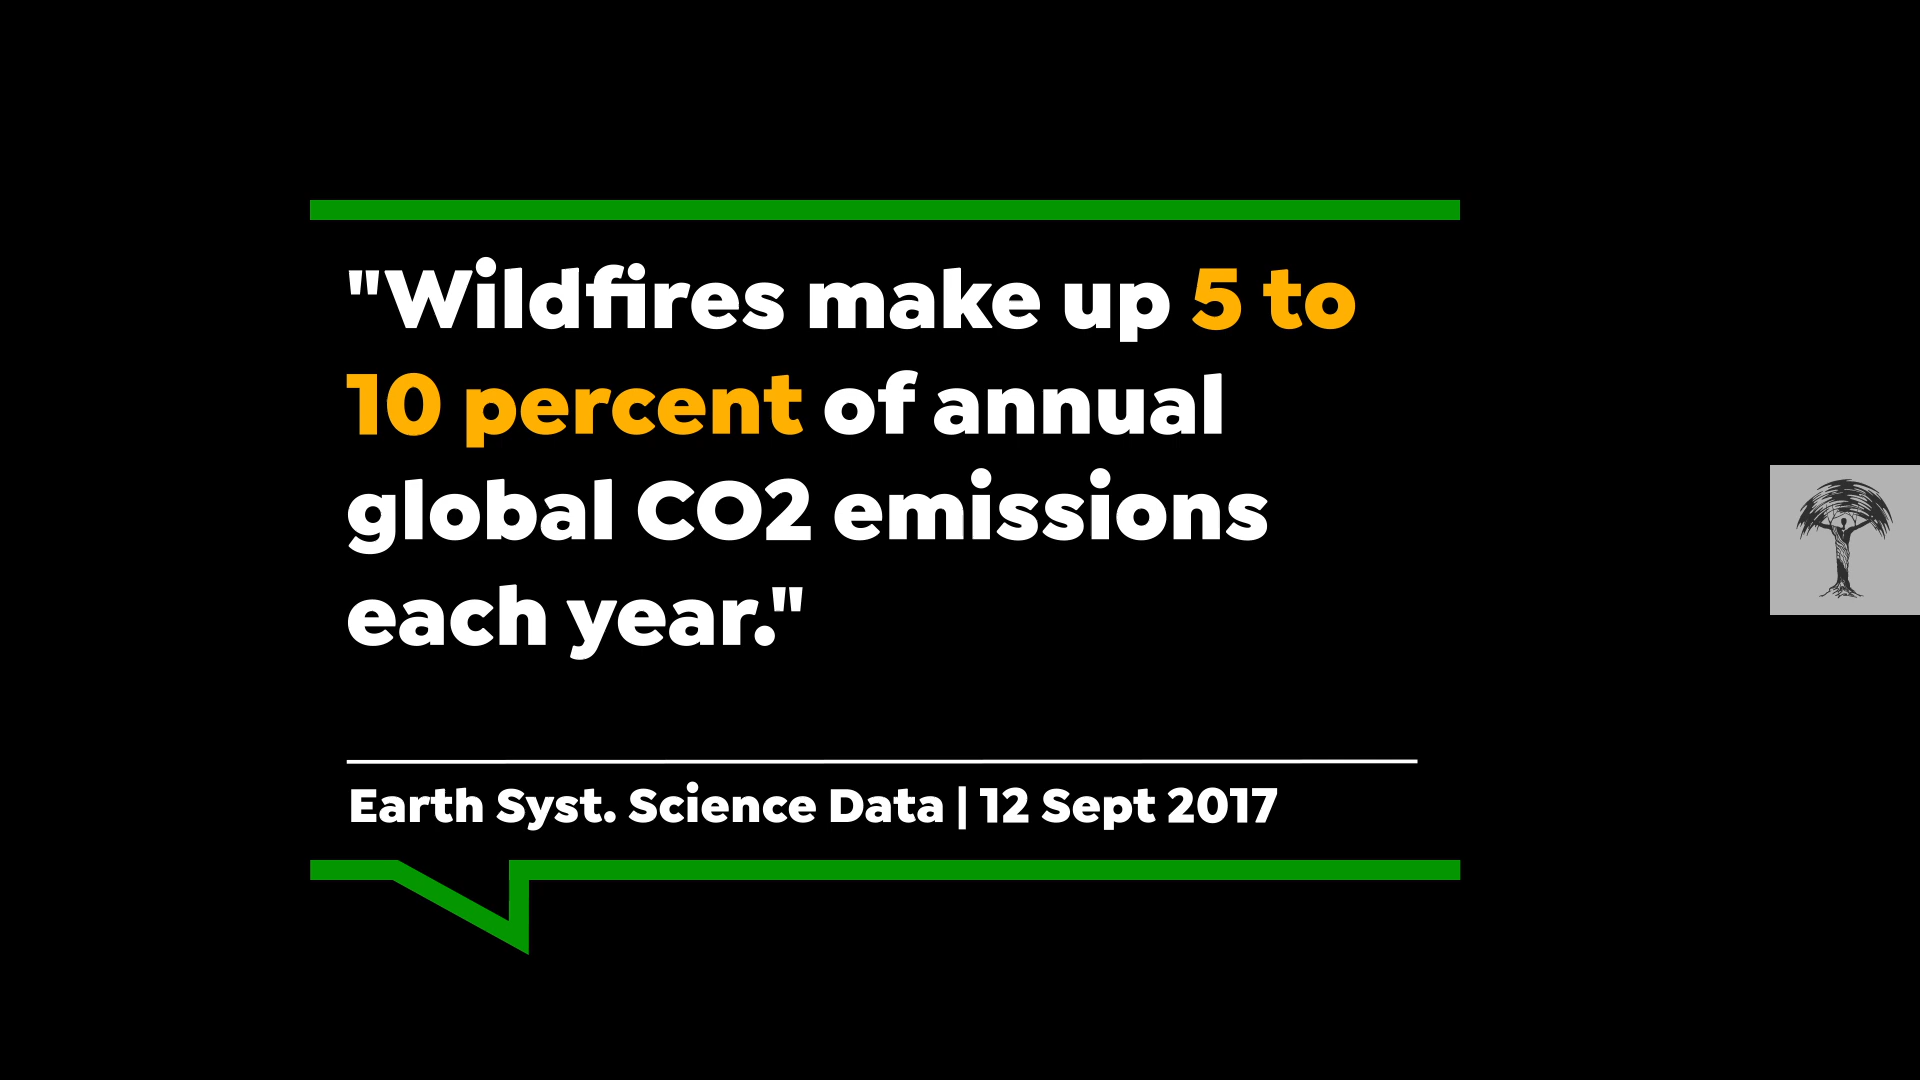 "Wildfires make up 5 to
10 percent of annual
global CO2 emissions
each year."
Earth Syst. Science Data | 12 Sept 2017